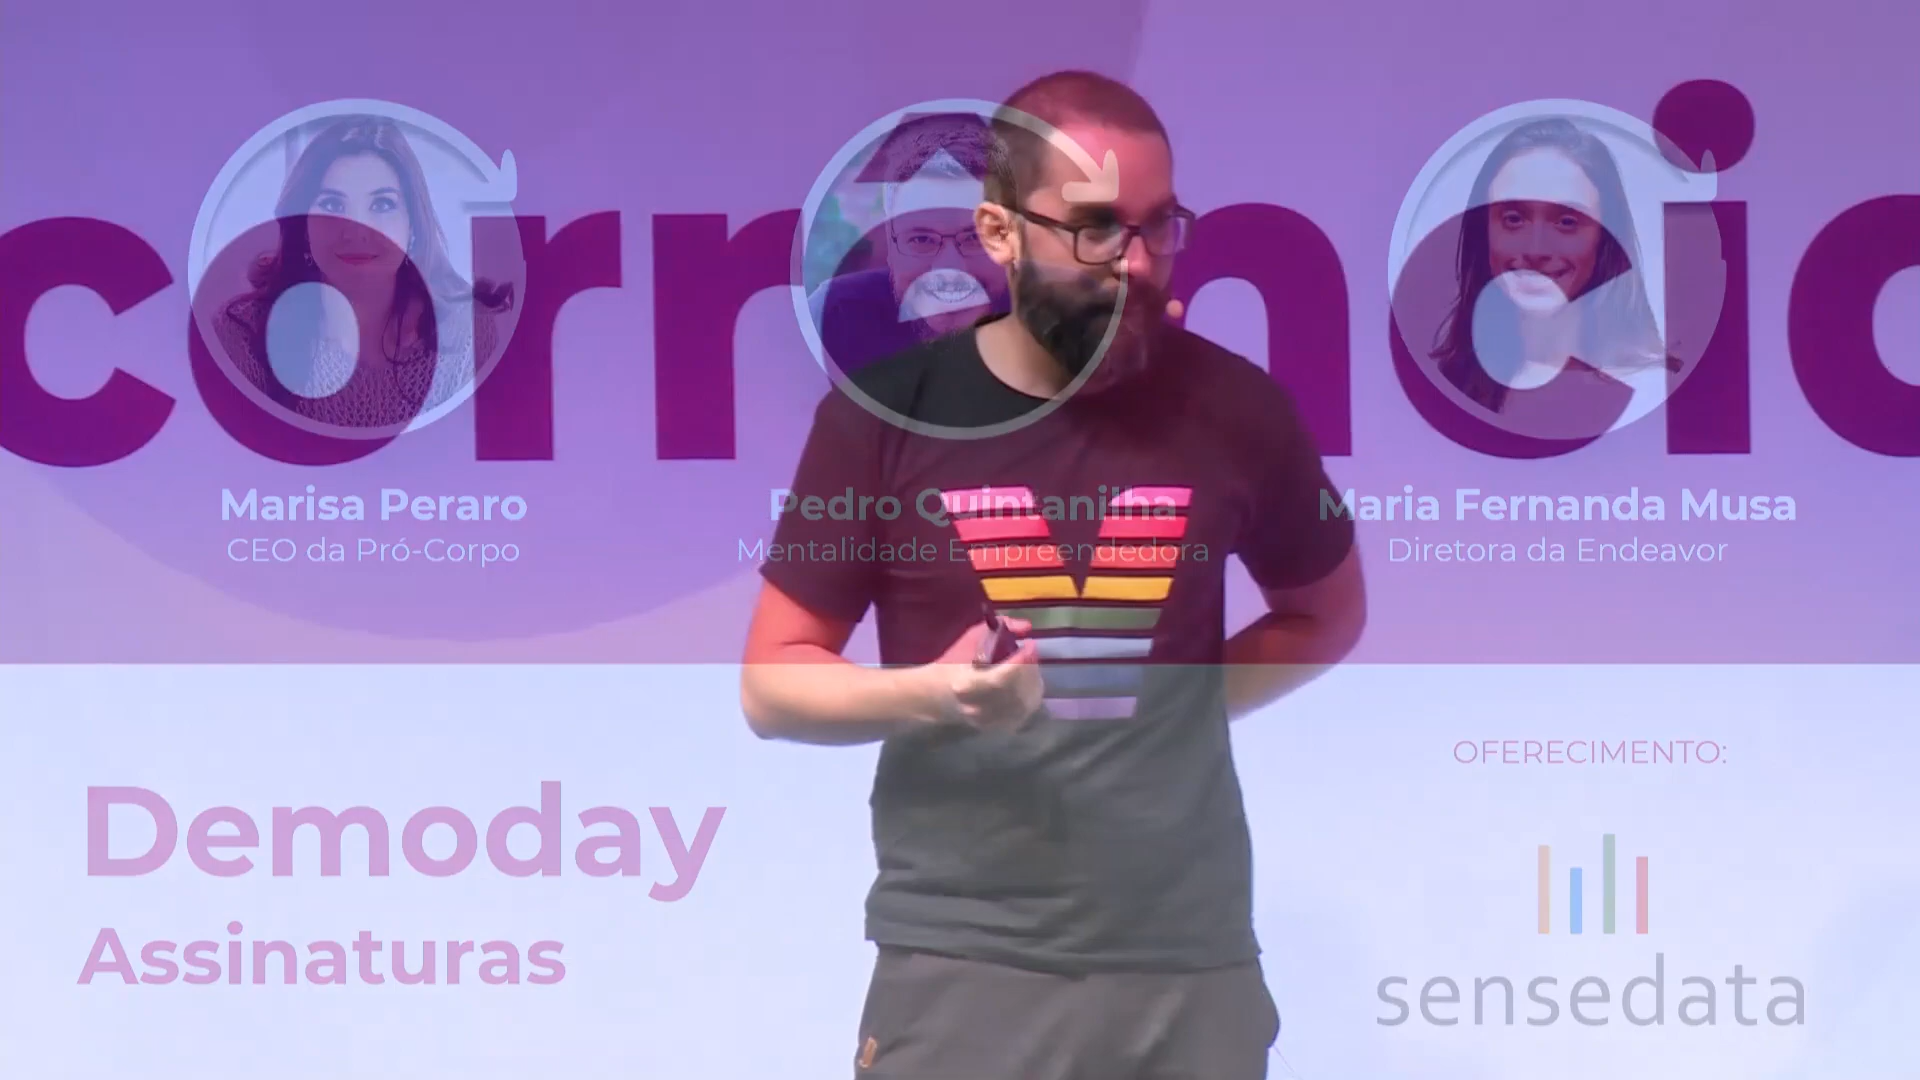 corrência
Marisa Peraro
CEO da Pró-Corpo
Pedro Quintanilha
Mentalidade Empreendedora
Maria Fernanda Musa
Diretora da Endeavor
OFERECIMENTO:
Demoday
Assinaturas
sensedata